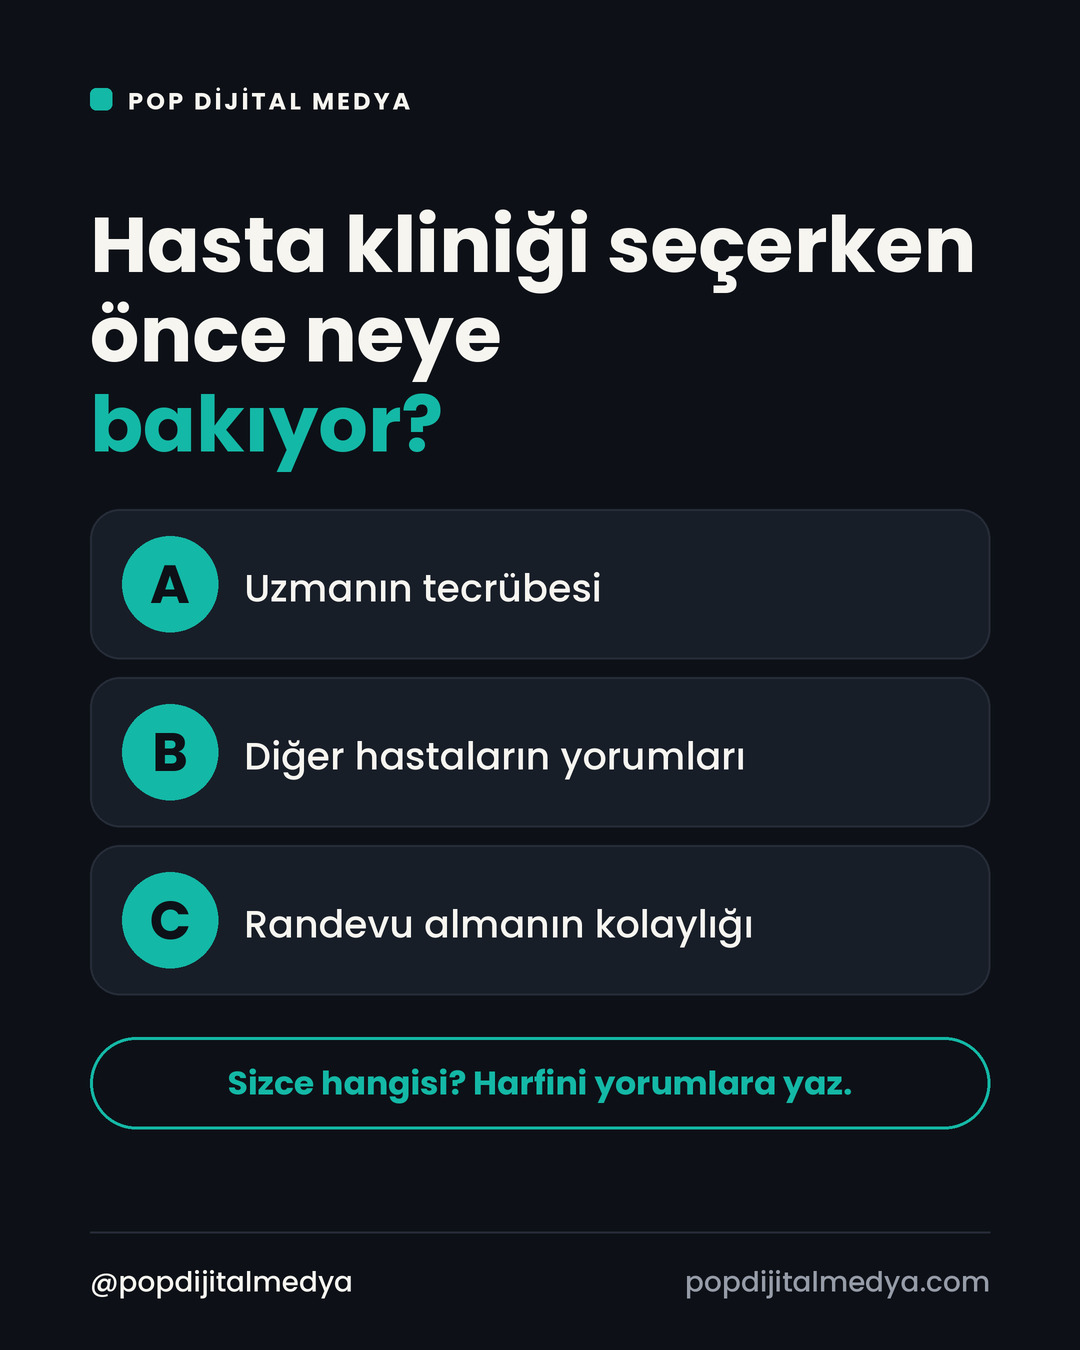 POP DİJİTAL MEDYA
Hasta kliniği seçerken
önce neye
bakıyor?
A Uzmanın tecrübesi
B Diğer hastaların yorumları
C Randevu almanın kolaylığı
Sizce hangisi? Harfini yorumlara yaz.
@popdijitalmedya popdijitalmedya.com